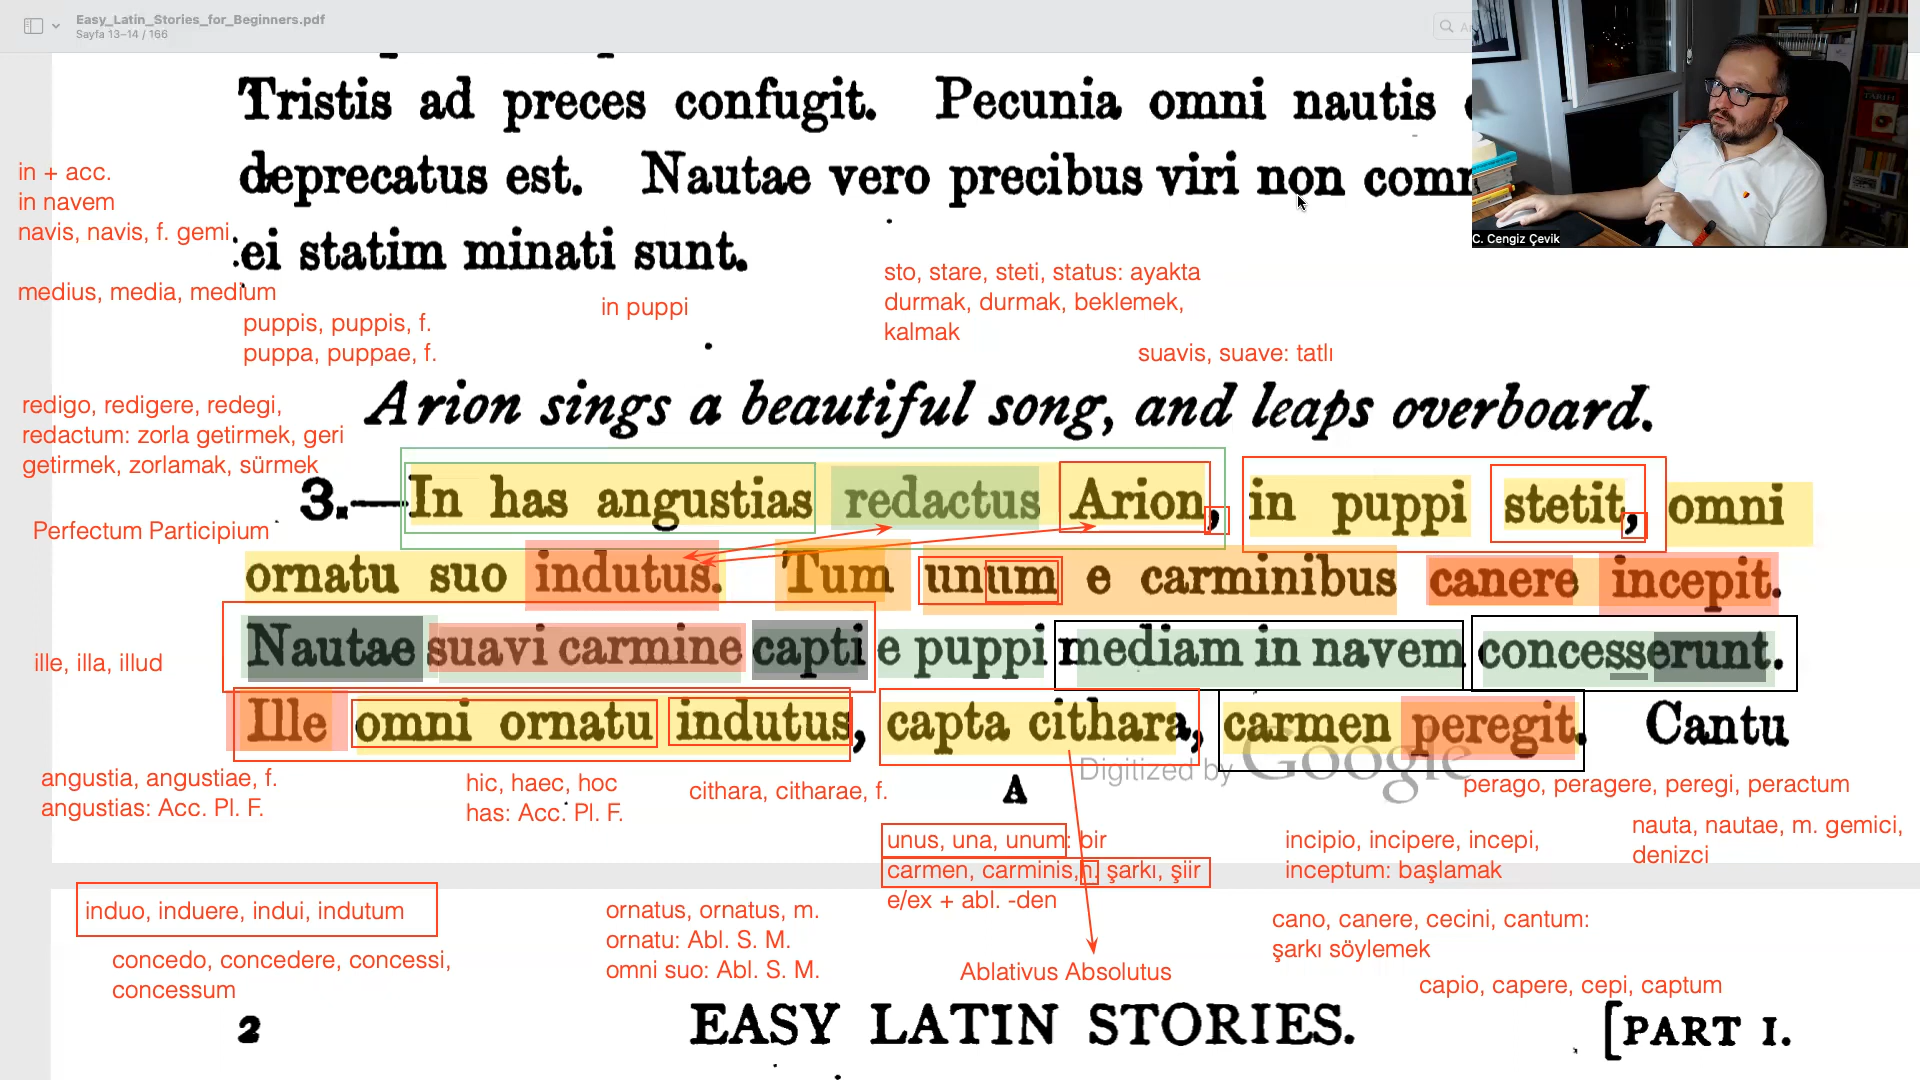 Easy_Latin_Stories_for_Beginners.pdf
Sayfa 13–14 / 166
C. Cengiz Çevik
Tristis ad preces confugit. Pecunia omni nautis
deprecatus est. Nautae vero precibus viri non
ei statim minati sunt.
in + acc.
in navem
navis, navis, f. gemi
medius, media, medium
puppis, puppis, f.
puppa, puppae, f.
in puppi
sto, stare, steti, status: ayakta
durmak, durmak, beklemek,
kalmak
suavis, suave: tatlı
redigo, redigere, redegi,
redactum: zorla getirmek, geri
getirmek, zorlamak, sürmek
Arion sings a beautiful song, and leaps overboard.
3.—In has angustias redactus Arion, in puppi stetit, omni
Perfectum Participium
ornatu suo indutus. Tum unum e carminibus canere incepit.
Nautae suavi carmine capti e puppi mediam in navem concesserunt.
ille, illa, illud
Ille omni ornatu indutus, capta cithara, carmen peregit. Cantu
Digitized by Google
A
angustia, angustiae, f.
angustias: Acc. Pl. F.
hic, haec, hoc
has: Acc. Pl. F.
cithara, citharae, f.
perago, peragere, peregi, peractum
unus, una, unum: bir
carmen, carminis, n. şarkı, şiir
e/ex + abl. -den
incipio, incipere, incepi,
inceptum: başlamak
nauta, nautae, m. gemici,
denizci
induo, induere, indui, indutum
concedo, concedere, concessi,
concessum
ornatus, ornatus, m.
ornatu: Abl. S. M.
omni suo: Abl. S. M.
Ablativus Absolutus
cano, canere, cecini, cantum:
şarkı söylemek
capio, capere, cepi, captum
2 EASY LATIN STORIES. [PART I.